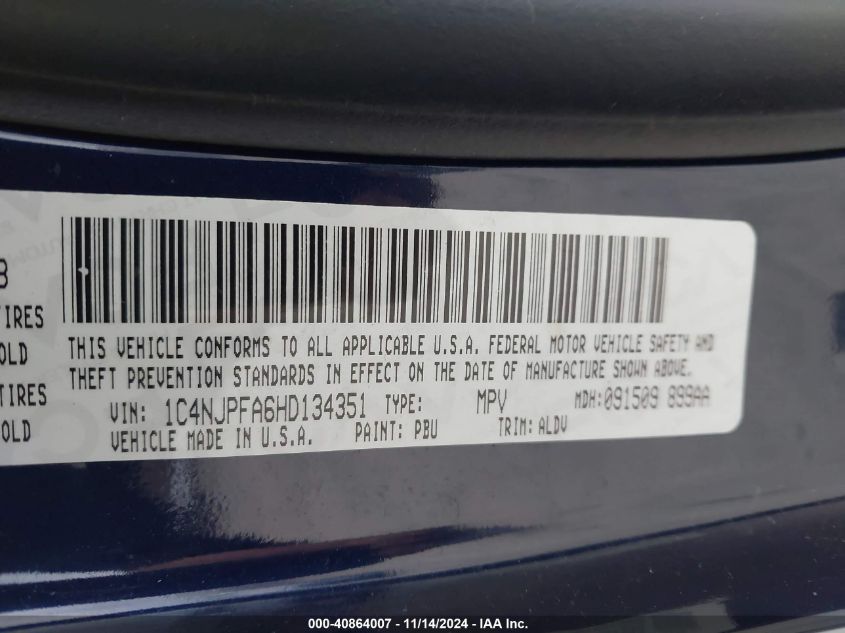 3
TIRES
OLD
TIRES
OLD
THIS VEHICLE CONFORMS TO ALL APPLICABLE U.S.A. FEDERAL MOTOR VEHICLE SAFETY AND
THEFT PREVENTION STANDARDS IN EFFECT ON THE DATE OF MANUFACTURE SHOWN ABOVE.
VIN: 1C4NJPFA6HD134351 TYPE: MPV MDH:091509 899AA
VEHICLE MADE IN U.S.A. PAINT: PBU TRIM: ALDV
000-40864007 - 11/14/2024 - IAA Inc.